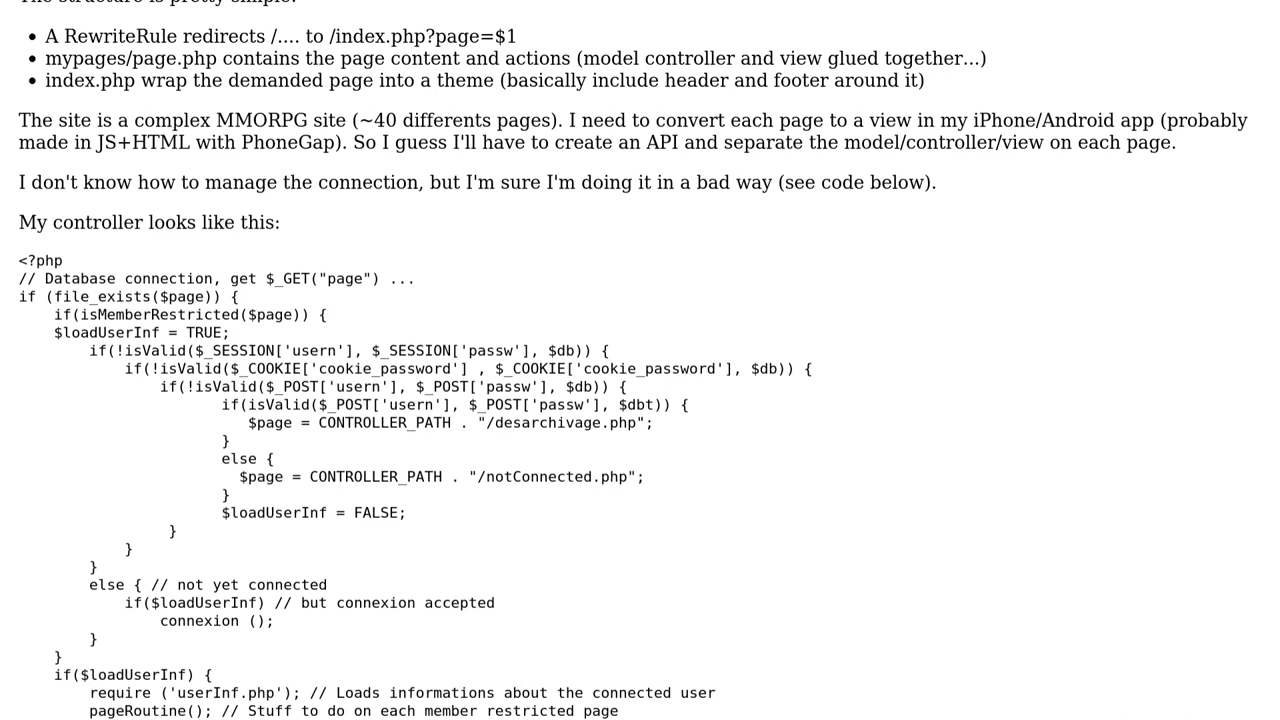 The structure is pretty simple:
• A RewriteRule redirects /.... to /index.php?page=$1
• mypages/page.php contains the page content and actions (model controller and view glued together...)
• index.php wrap the demanded page into a theme (basically include header and footer around it)
The site is a complex MMORPG site (~40 differents pages). I need to convert each page to a view in my iPhone/Android app (probably
made in JS+HTML with PhoneGap). So I guess I'll have to create an API and separate the model/controller/view on each page.
I don't know how to manage the connection, but I'm sure I'm doing it in a bad way (see code below).
My controller looks like this:
<?php
// Database connection, get $_GET("page") ...
if (file_exists($page)) {
    if(isMemberRestricted($page)) {
    $loadUserInf = TRUE;
        if(!isValid($_SESSION['usern'], $_SESSION['passw'], $db)) {
            if(!isValid($_COOKIE['cookie_password'] , $_COOKIE['cookie_password'], $db)) {
                if(!isValid($_POST['usern'], $_POST['passw'], $db)) {
                       if(isValid($_POST['usern'], $_POST['passw'], $dbt)) {
                          $page = CONTROLLER_PATH . "/desarchivage.php";
                       }
                       else {
                         $page = CONTROLLER_PATH . "/notConnected.php";
                       }
                       $loadUserInf = FALSE;
                 }
            }
        }
        else { // not yet connected
            if($loadUserInf) // but connexion accepted
                connexion ();
        }
    }
    if($loadUserInf) {
        require ('userInf.php'); // Loads informations about the connected user
        pageRoutine(); // Stuff to do on each member restricted page